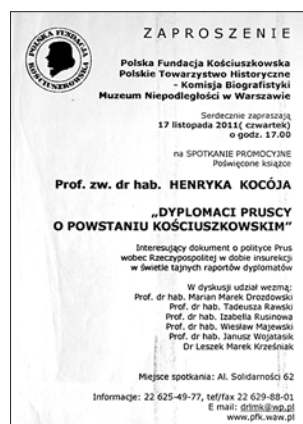 POLSKA FUNDACJA
KOŚCIUSZKOWSKA
ZAPROSZENIE
Polska Fundacja Kościuszkowska
Polskie Towarzystwo Historyczne
- Komisja Biografistyki
Muzeum Niepodległości w Warszawie
Serdecznie zapraszają
17 listopada 2011( czwartek)
o godz. 17.00
na SPOTKANIE PROMOCYJNE
Poświęcone książce
Prof. zw. dr hab. HENRYKA KOCÓJA
„DYPLOMACI PRUSCY
O POWSTANIU KOŚCIUSZKOWSKIM”
Interesujący dokument o polityce Prus
wobec Rzeczypospolitej w dobie insurekcji
w świetle tajnych raportów dyplomatów
W dyskusji udział wezmą:
Prof. dr hab. Marian Marek Drozdowski
Prof. dr hab. Tadeusza Rawski
Prof. dr hab. Izabella Rusinowa
Prof. dr hab. Wiesław Majewski
Prof. dr hab. Janusz Wojatasik
Dr Leszek Marek Krześniak
Miejsce spotkania: Al. Solidarności 62
Informacje: 22 625-49-77, tel/fax 22 629-88-01
E mail: drlmk@wp.pl
www.pfk.waw.pl